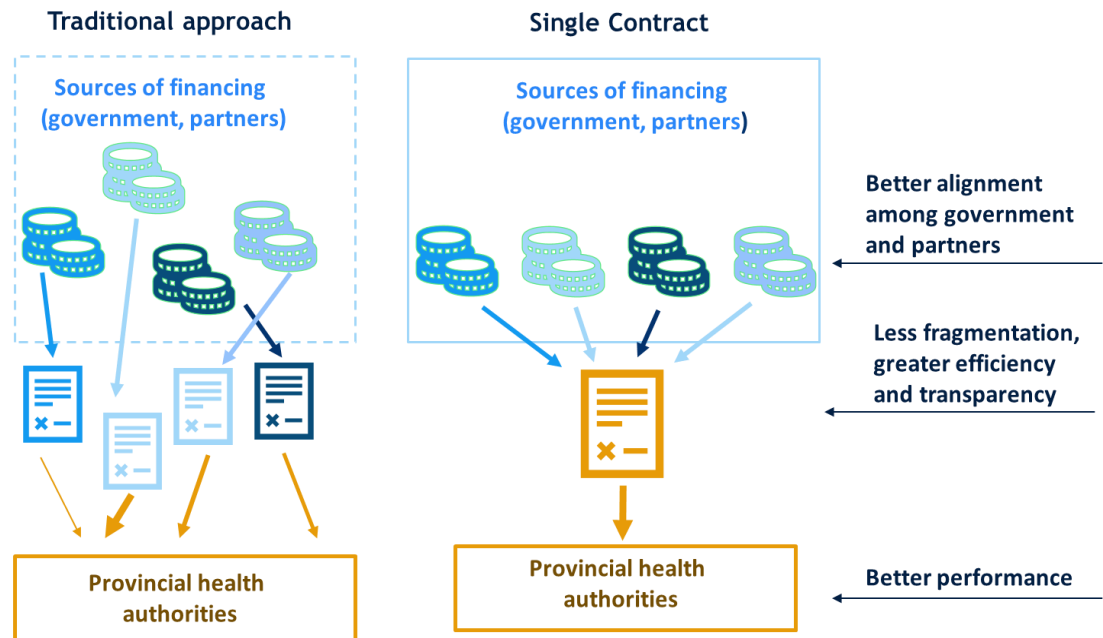 Traditional approach
Sources of financing
(government, partners)
Provincial health
authorities
Single Contract
Sources of financing
(government, partners)
Provincial health
authorities
Better alignment
among government
and partners
Less fragmentation,
greater efficiency
and transparency
Better performance